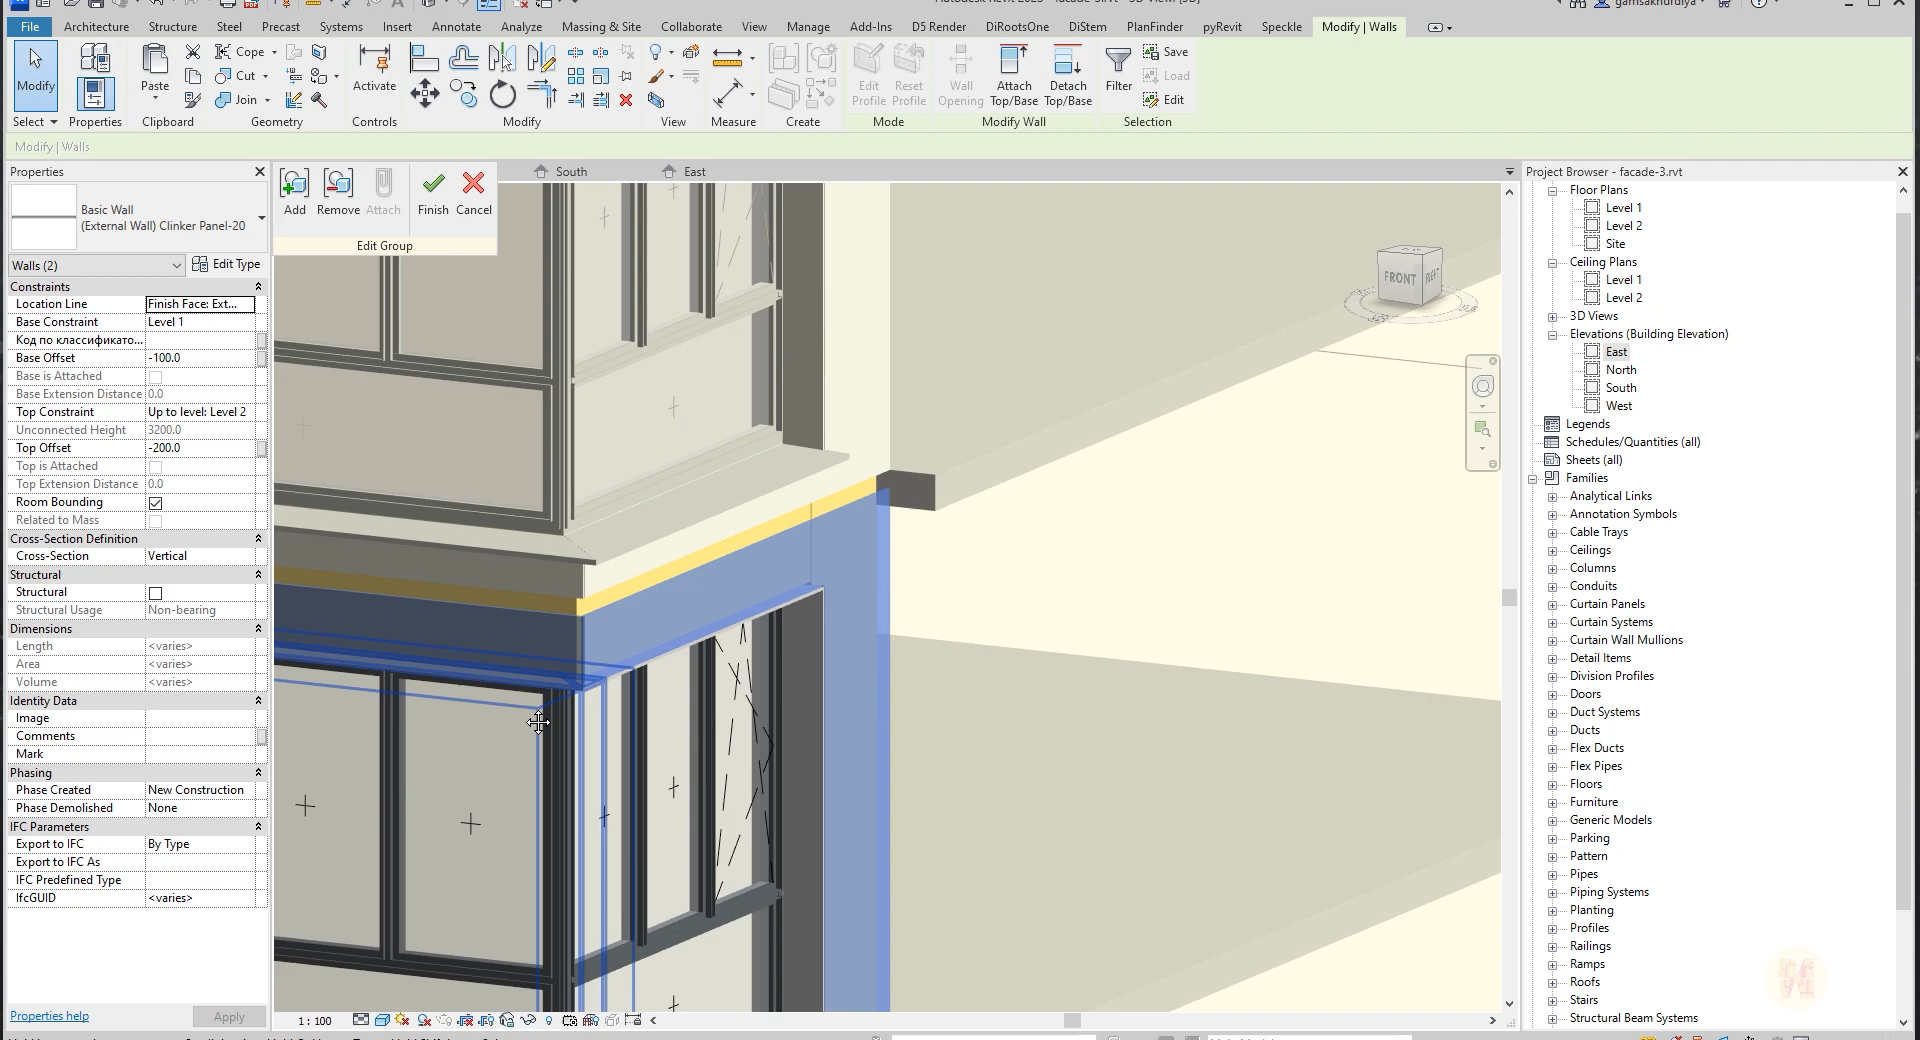 File Architecture Structure Steel Precast Systems Insert Annotate Analyze Massing & Site Collaborate View Manage Add-Ins D5 Render DiRootsOne DiStem PlanFinder pyRevit Speckle Modify | Walls
Modify
Select
Properties
Paste
Clipboard
Cope
Cut
Join
Geometry
Activate
Controls
Modify
View
Measure
Create
Edit Profile
Reset Profile
Mode
Wall Opening
Attach Top/Base
Detach Top/Base
Modify Wall
Filter
Save
Load
Edit
Selection
Modify | Walls
Properties
Basic Wall
(External Wall) Clinker Panel-20
Walls (2)
Edit Type
Constraints
Location Line Finish Face: Ext...
Base Constraint Level 1
Код по классификато...
Base Offset -100.0
Base is Attached
Base Extension Distance 0.0
Top Constraint Up to level: Level 2
Unconnected Height 3200.0
Top Offset -200.0
Top is Attached
Top Extension Distance 0.0
Room Bounding
Related to Mass
Cross-Section Definition
Cross-Section Vertical
Structural
Structural
Structural Usage Non-bearing
Dimensions
Length <varies>
Area <varies>
Volume <varies>
Identity Data
Image
Comments
Mark
Phasing
Phase Created New Construction
Phase Demolished None
IFC Parameters
Export to IFC By Type
Export to IFC As
IFC Predefined Type
IfcGUID <varies>
Properties help
Apply
South
East
Add
Remove
Attach
Finish
Cancel
Edit Group
FRONT
1 : 100
Project Browser - facade-3.rvt
Floor Plans
Level 1
Level 2
Site
Ceiling Plans
Level 1
Level 2
3D Views
Elevations (Building Elevation)
East
North
South
West
Legends
Schedules/Quantities (all)
Sheets (all)
Families
Analytical Links
Annotation Symbols
Cable Trays
Ceilings
Columns
Conduits
Curtain Panels
Curtain Systems
Curtain Wall Mullions
Detail Items
Division Profiles
Doors
Duct Systems
Ducts
Flex Ducts
Flex Pipes
Floors
Furniture
Generic Models
Parking
Pattern
Pipes
Piping Systems
Planting
Profiles
Railings
Ramps
Roofs
Stairs
Structural Beam Systems